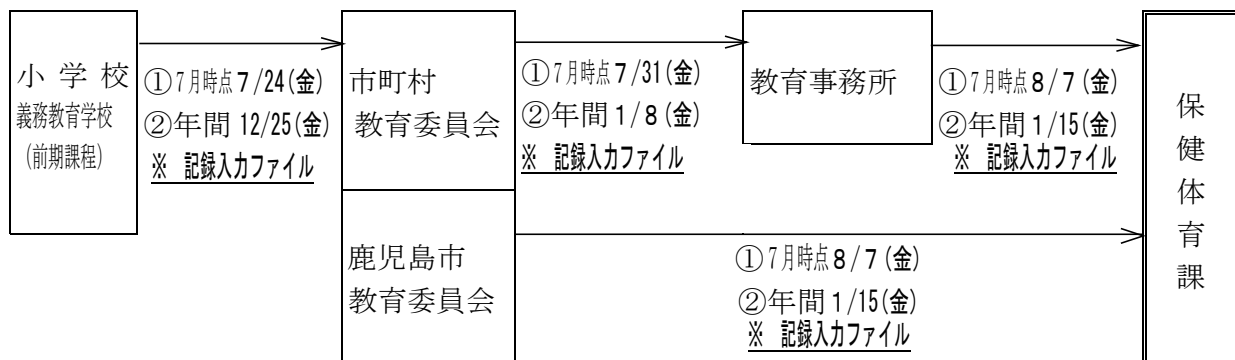 小学校
義務教育学校
(前期課程)
①7月時点7/24(金)
②年間12/25(金)
※ 記録入力ファイル
市町村
教育委員会
①7月時点7/31(金)
②年間1/8(金)
※ 記録入力ファイル
教育事務所
①7月時点8/7(金)
②年間1/15(金)
※ 記録入力ファイル
鹿児島市
教育委員会
①7月時点8/7(金)
②年間1/15(金)
※ 記録入力ファイル
保健体育課